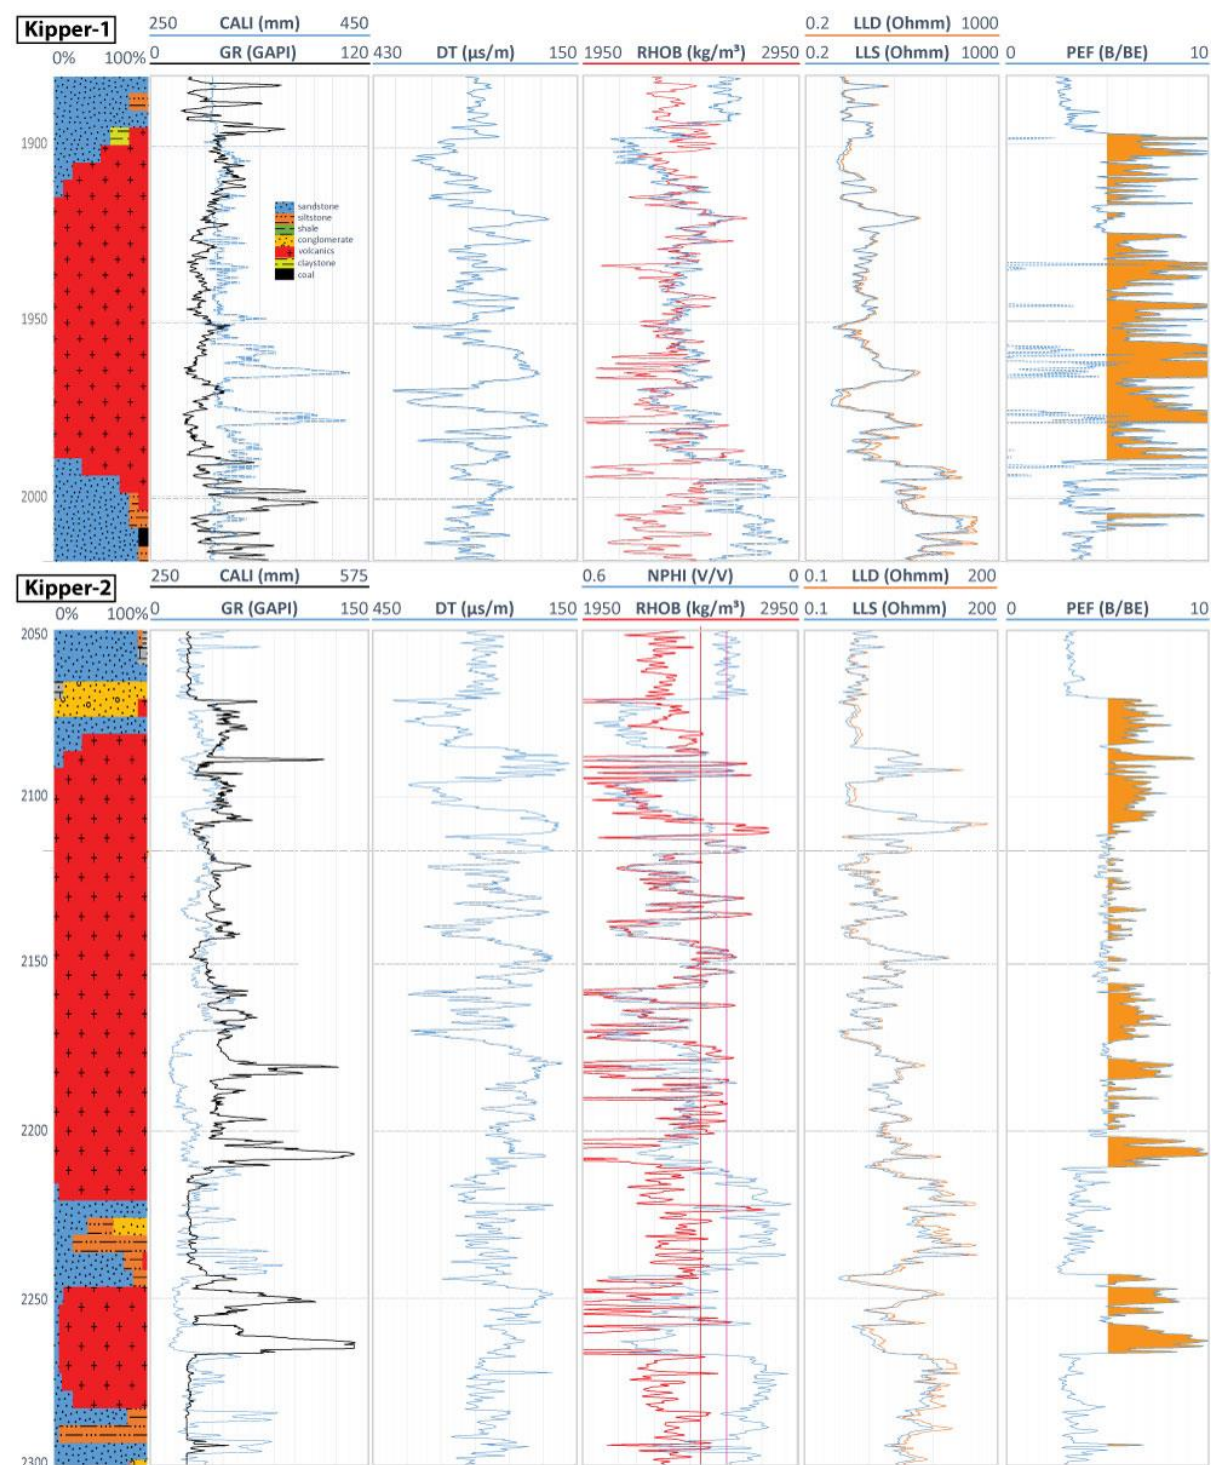 Kipper-1
250 CALI (mm) 450
0.2 LLD (Ohmm) 1000
0% 100%
0 GR (GAPI) 120
430 DT (µs/m) 150
1950 RHOB (kg/m³) 2950
0.2 LLS (Ohmm) 1000
0 PEF (B/BE) 10
1900
sandstone
siltstone
shale
conglomerate
volcanics
claystone
coal
1950
2000
Kipper-2
250 CALI (mm) 575
0.6 NPHI (V/V) 0
0.1 LLD (Ohmm) 200
0% 100%
0 GR (GAPI) 150
450 DT (µs/m) 150
1950 RHOB (kg/m³) 2950
0.1 LLS (Ohmm) 200
0 PEF (B/BE) 10
2050
2100
2150
2200
2250
2300